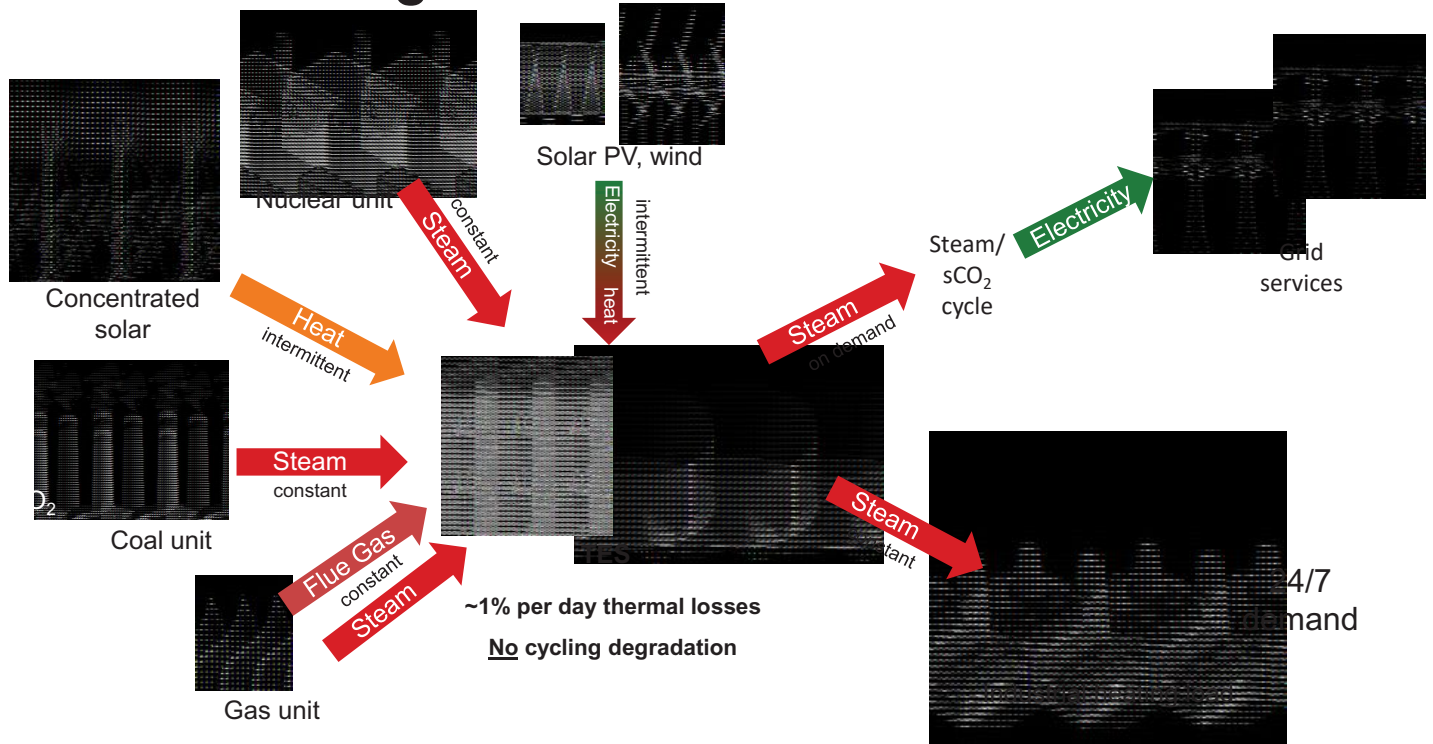 Solar PV, wind
Nuclear unit
Steam
constant
Electricity heat
intermittent
Concentrated
solar
Heat
intermittent
Steam/
sCO₂
cycle
Electricity
Grid
services
Steam
on demand
Steam
constant
Coal unit
Flue Gas
constant
Steam
Gas unit
TES
~1% per day thermal losses
No cycling degradation
Steam
24/7
demand